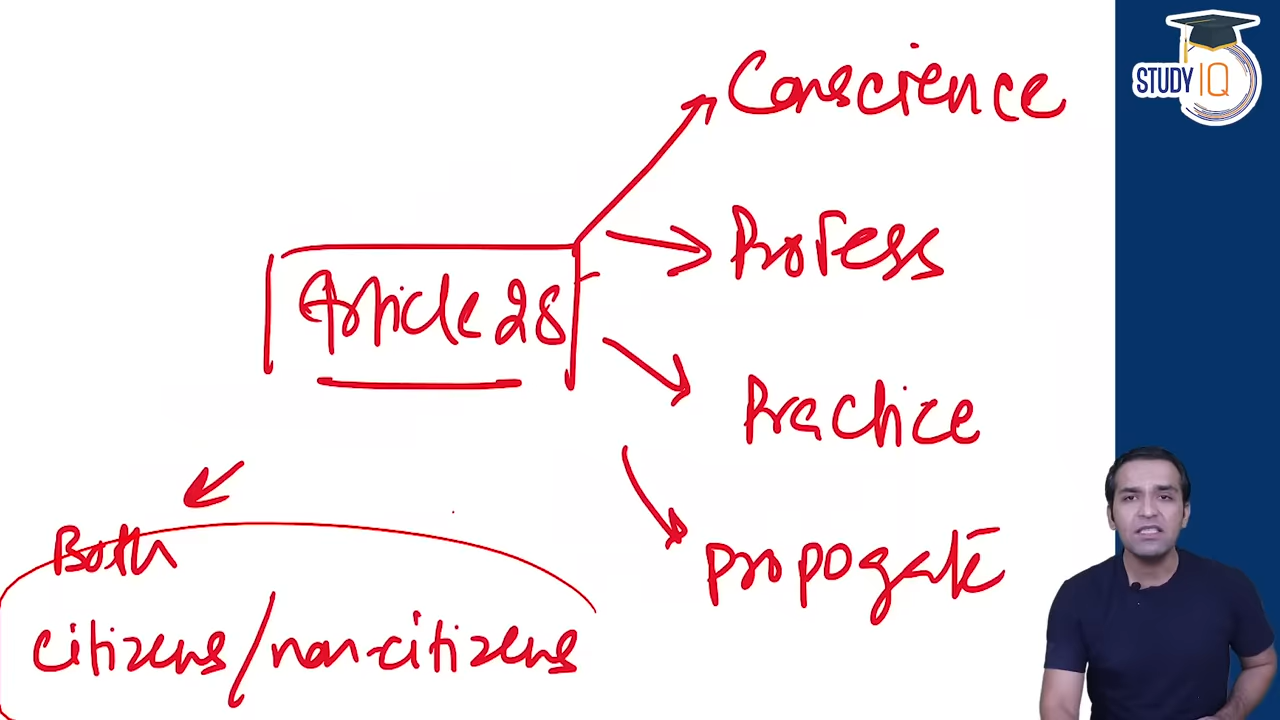 STUDY IQ
Conscience
Profess
Article 28
Practice
Propogate
Both
citizens/non-citizens